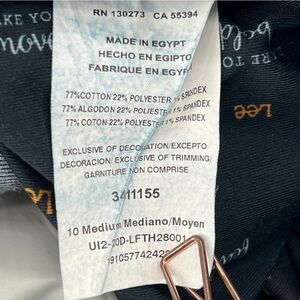 RN 130273 CA 55394
MADE IN EGYPT
HECHO EN EGIPTO
FABRIQUE EN EGYPT
77%COTTON 22% POLYESTER 1% SPANDEX
77% ALGODON 22% POLIESTER 1% SPANDEX
77% COTON 22% POLYESTER 1% SPANDEX
EXCLUSIVE OF DECORATION/EXCEPTO
DECORACION/ EXCLUSIVE OF TRIMMING/
GARNITURE NON COMPRISE
3411155
10 Medium/Mediano/Moyen
UI2-20D-LFTH28001
Lee